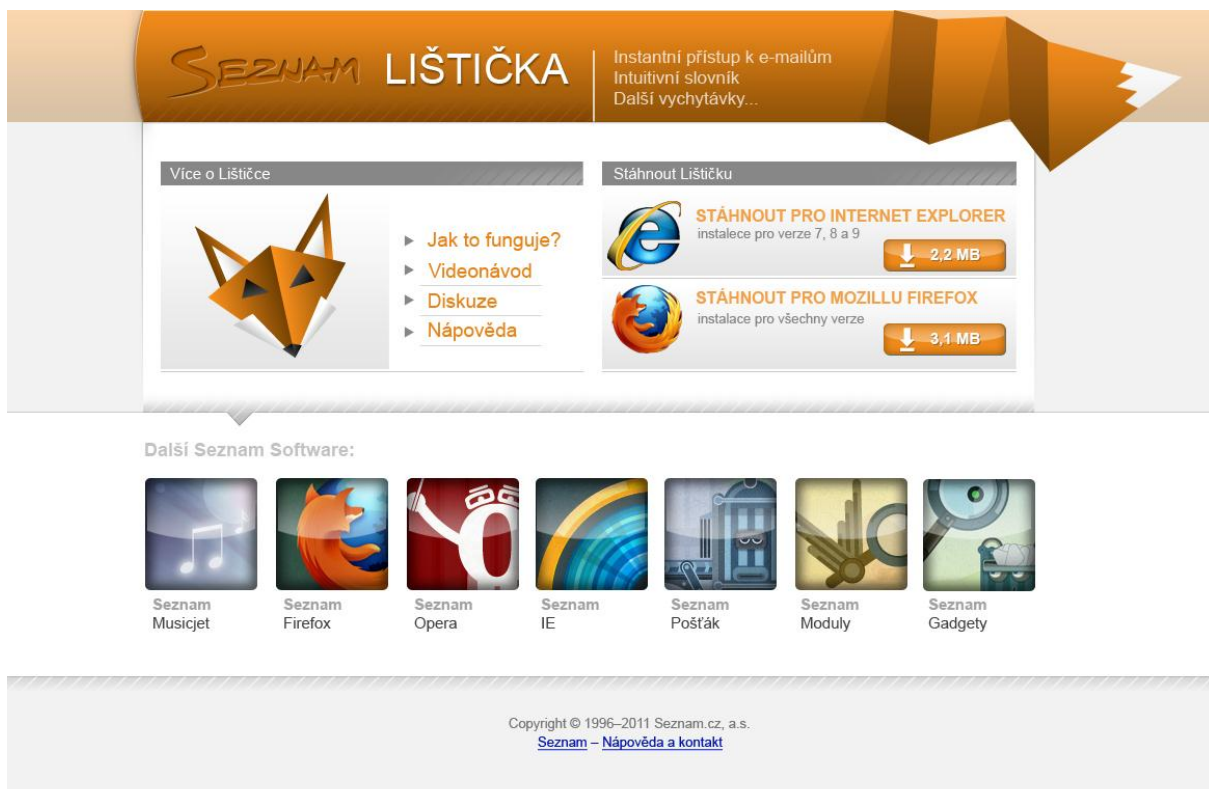 SEZNAM LIŠTIČKA
Instantní přístup k e-mailům
Intuitivní slovník
Další vychytávky...
Více o Lištičce
Jak to funguje?
Videonávod
Diskuze
Nápověda
Stáhnout Lištičku
STÁHNOUT PRO INTERNET EXPLORER
instalece pro verze 7, 8 a 9
2,2 MB
STÁHNOUT PRO MOZILLU FIREFOX
instalace pro všechny verze
3,1 MB
Další Seznam Software:
Seznam
Musicjet
Seznam
Firefox
Seznam
Opera
Seznam
IE
Seznam
Pošťák
Seznam
Moduly
Seznam
Gadgety
Copyright © 1996–2011 Seznam.cz, a.s.
Seznam – Nápověda a kontakt